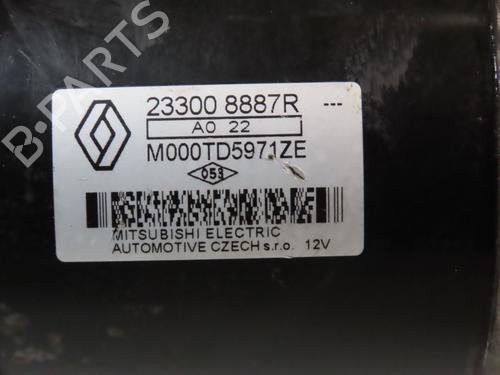 23300 8887R ---
A0 22
M000TD5971ZE
053
MITSUBISHI ELECTRIC
AUTOMOTIVE CZECH s.r.o. 12V
B-PARTS